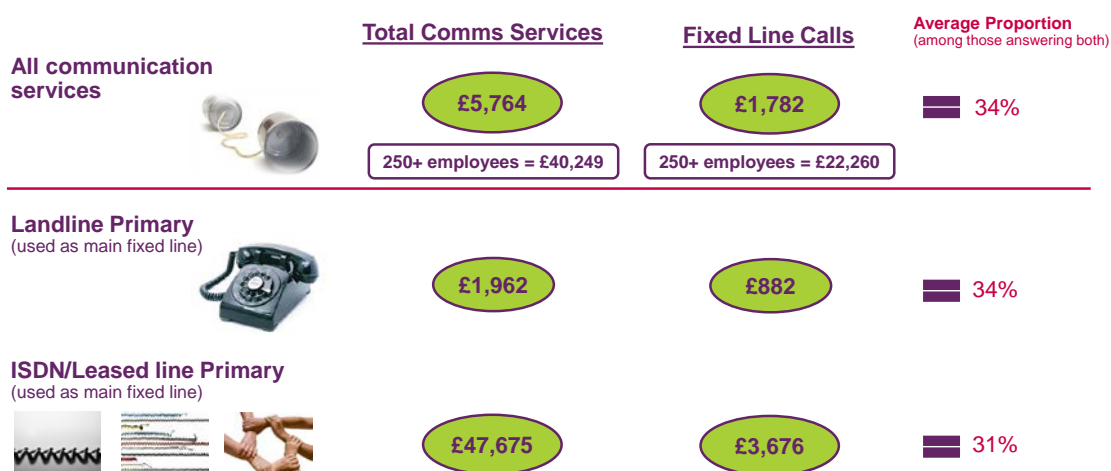 Total Comms Services
Fixed Line Calls
Average Proportion
(among those answering both)
All communication
services
£5,764
£1,782
34%
250+ employees = £40,249
250+ employees = £22,260
Landline Primary
(used as main fixed line)
£1,962
£882
34%
ISDN/Leased line Primary
(used as main fixed line)
£47,675
£3,676
31%